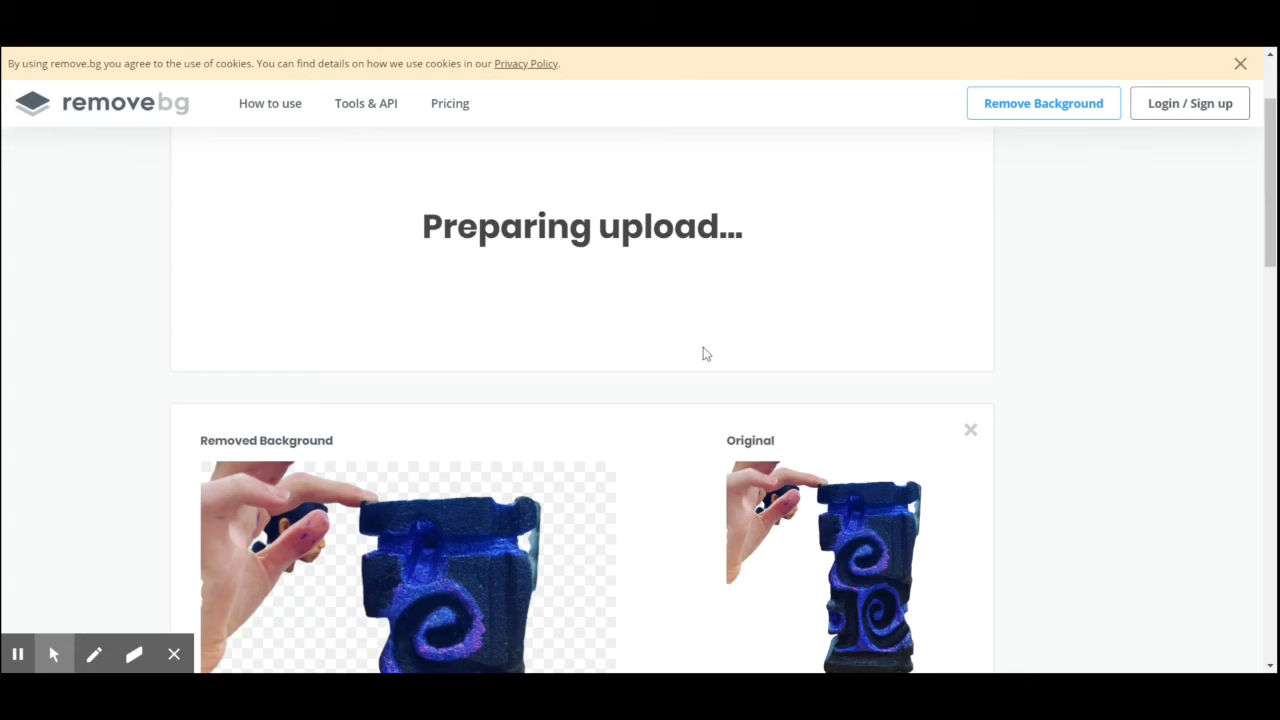 By using remove.bg you agree to the use of cookies. You can find details on how we use cookies in our Privacy Policy.
removebg How to use Tools & API Pricing Remove Background Login / Sign up
Preparing upload...
Removed Background Original